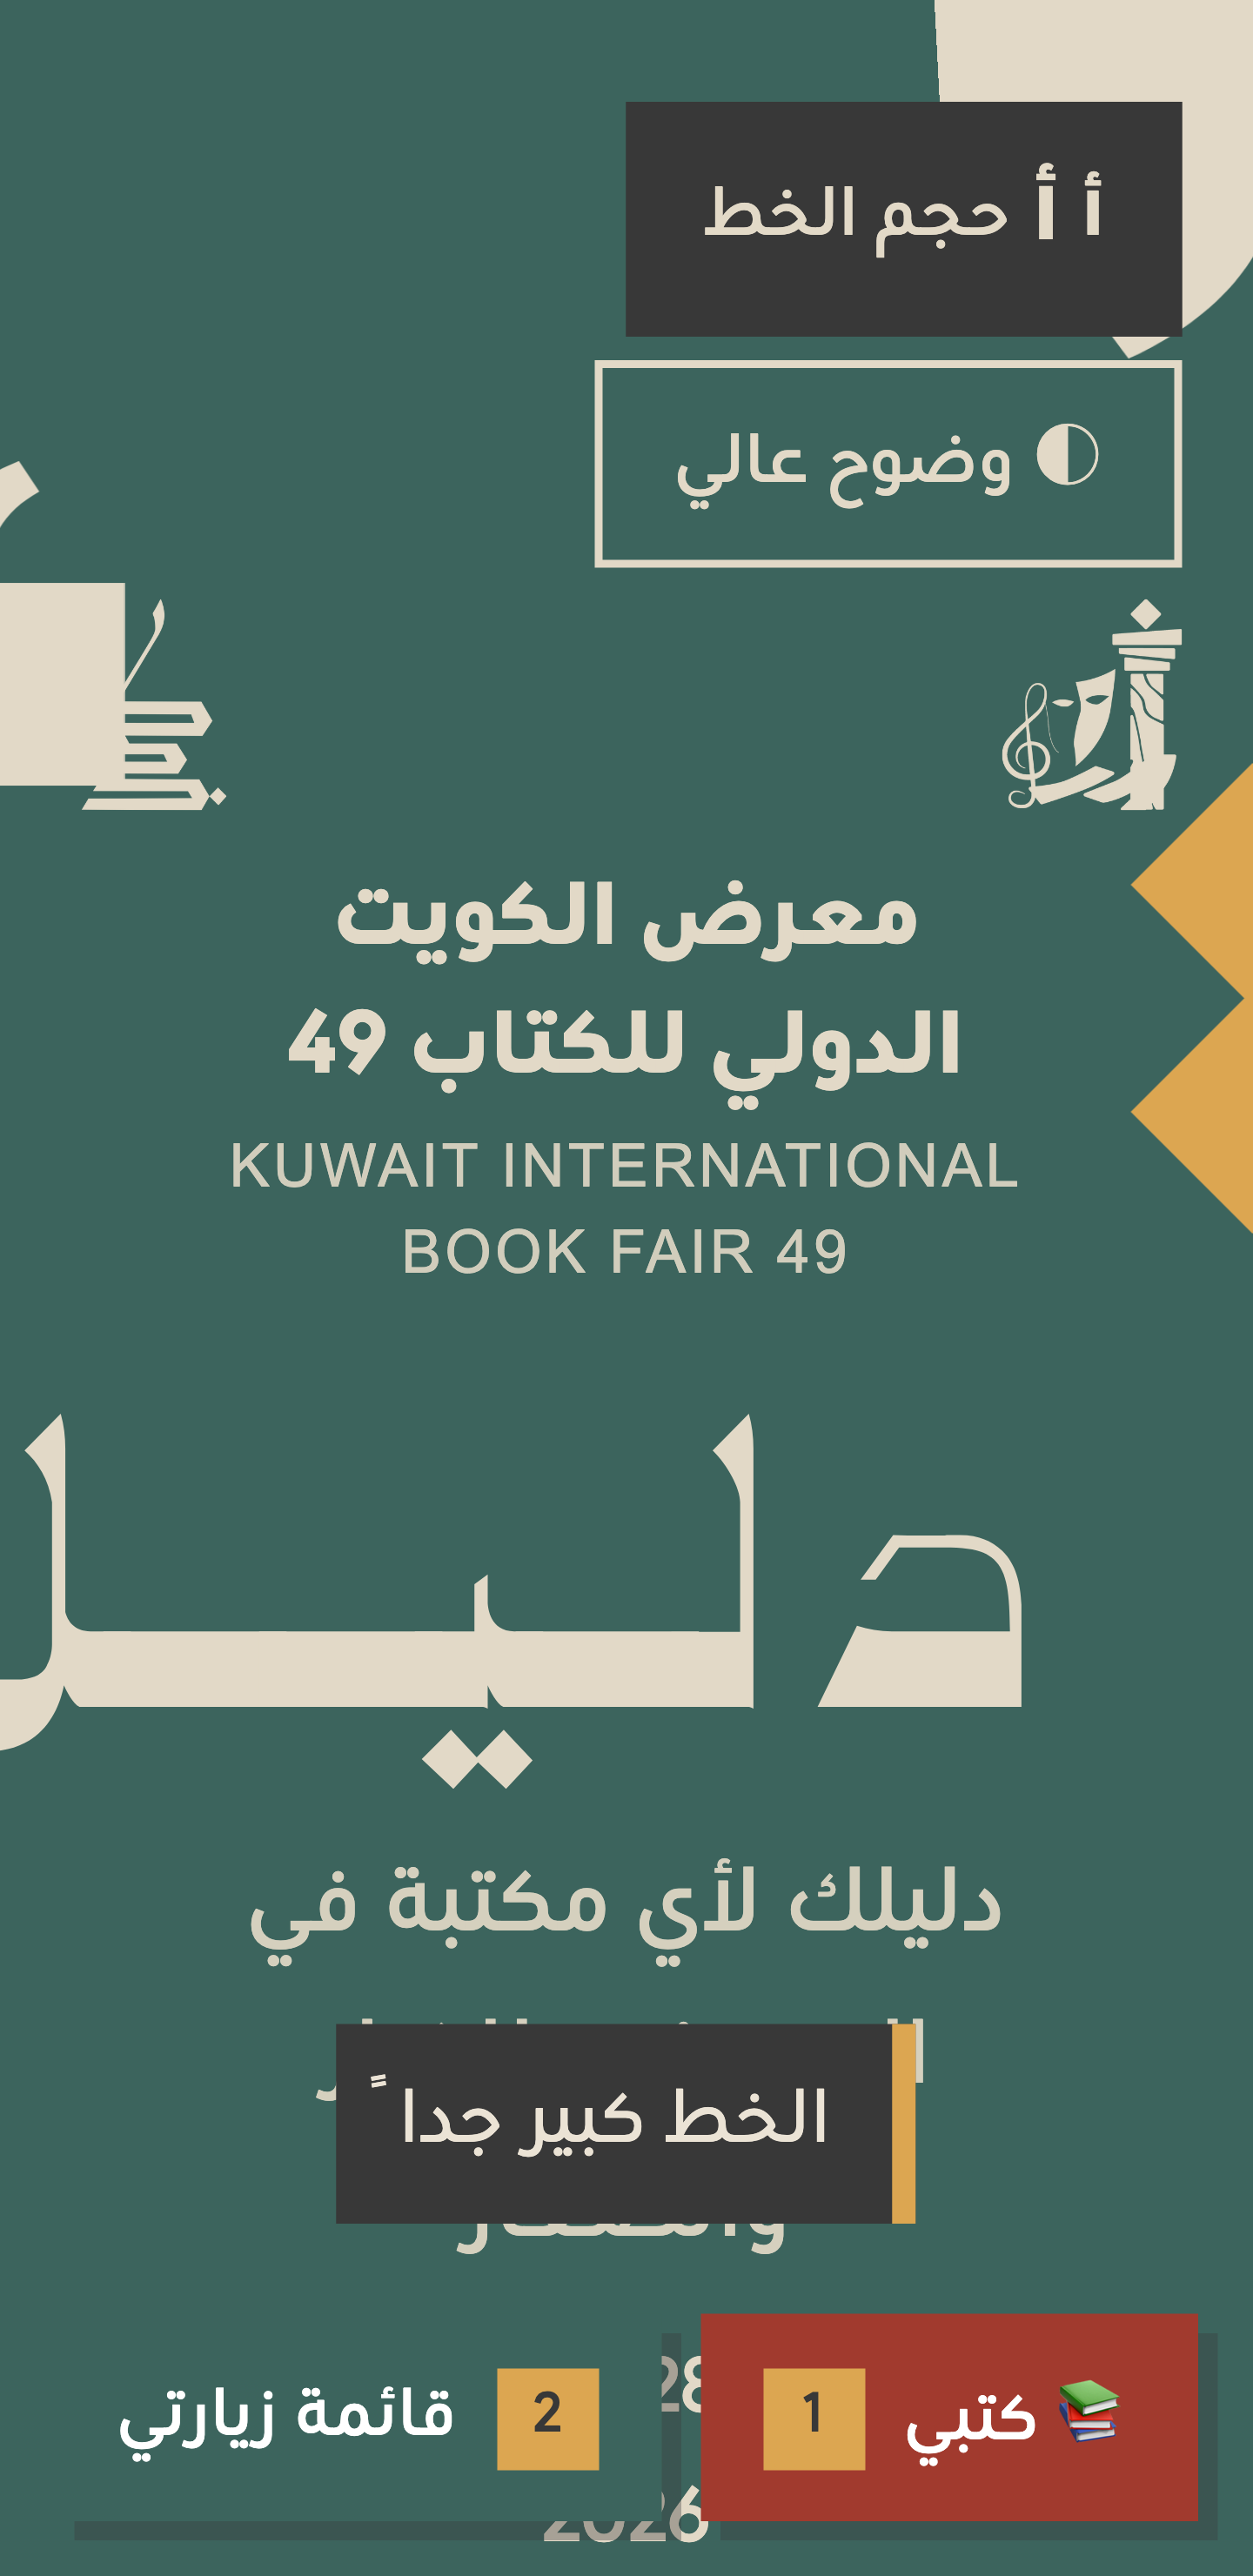 أ أ حجم الخط
وضوح عالي
معرض الكويت
الدولي للكتاب 49
KUWAIT INTERNATIONAL
BOOK FAIR 49
دليل
دليلك لأي مكتبة في
الخط كبير جداً
📚 كتبي 1
2 قائمة زيارتي
2026